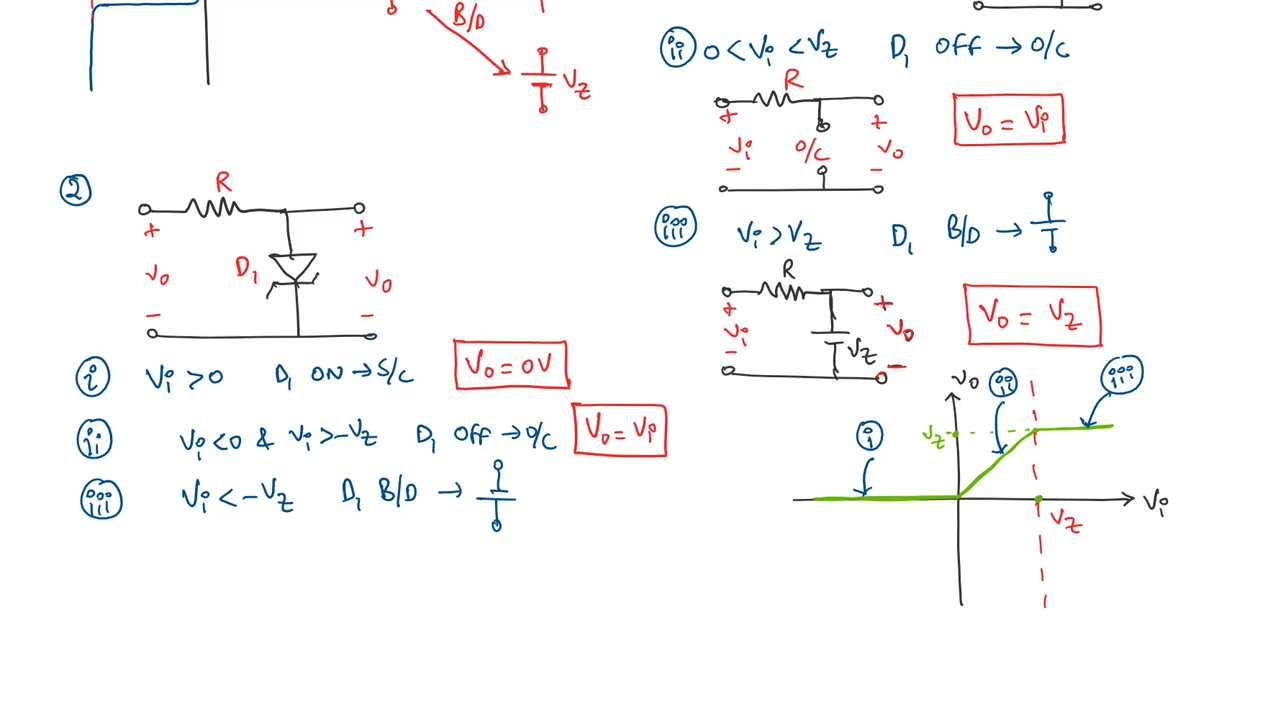 B/D
Vz
2
R
+ +
Vo D1 Vo
- -
i Vi > 0 D1 ON → S/C Vo = 0V
ii Vi < 0 & Vi > -Vz D1 OFF → O/C Vo = Vi
iii Vi < -Vz D1 B/D →
ii 0 < Vi < Vz D1 OFF → O/C
R
+ +
Vi O/C Vo
- -
Vo = Vi
iii Vi > Vz D1 B/D →
R
+ +
Vi Vz Vo
- -
Vo = Vz
Vo ii iii
Vz
i
Vi
Vz